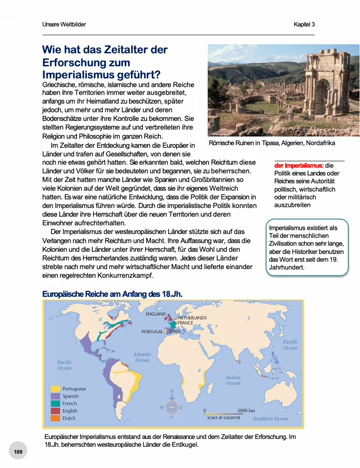 Unsere Weltbilder
Kapitel 3
Wie hat das Zeitalter der
Erforschung zum
Imperialismus geführt?
Griechische, römische, islamische und andere Reiche
haben ihre Territorien immer weiter ausgebreitet,
anfangs um ihr Heimatland zu beschützen, später
jedoch, um mehr und mehr Länder und deren
Bodenschätze unter ihre Kontrolle zu bekommen. Sie
stellten Regierungssysteme auf und verbreiteten ihre
Religion und Philosophie im ganzen Reich.
Im Zeitalter der Entdeckung kamen die Europäer in
Länder und trafen auf Gesellschaften, von denen sie
noch nie etwas gehört hatten. Sie erkannten bald, welchen Reichtum diese
Länder und Völker für sie bedeuteten und begannen, sie zu beherrschen.
Mit der Zeit hatten manche Länder wie Spanien und Großbritannien so
viele Kolonien auf der Welt gegründet, dass sie ihr eigenes Weltreich
hatten. Es war eine natürliche Entwicklung, dass die Politik der Expansion in
den Imperialismus führen würde. Durch die imperialistische Politik konnten
diese Länder ihre Herrschaft über die neuen Territorien und deren
Einwohner aufrechterhalten.
Der Imperialismus der westeuropäischen Länder stützte sich auf das
Verlangen nach mehr Reichtum und Macht. Ihre Auffassung war, dass die
Kolonien und die Länder unter ihrer Herrschaft, für das Wohl und den
Reichtum des Herrscherlandes zuständig waren. Jedes dieser Länder
strebte nach mehr und mehr wirtschaftlicher Macht und lieferte einander
einen regelrechten Konkurrenzkampf.
Römische Ruinen in Tipasa, Algerien, Nordafrika
der Imperialismus: die
Politik eines Landes oder
Reiches seine Autorität
politisch, wirtschaftlich
oder militärisch
auszubreiten
Imperialismus existiert als
Teil der menschlichen
Zivilisation schon sehr lange,
aber die Historiker benutzen
das Wort erst seit dem 19.
Jahrhundert.
Europäische Reiche am Anfang des 18.Jh.
ENGLAND
NETHERLANDS
FRANCE
PORTUGAL
Pacific
Ocean
Atlantic
Ocean
Indian
Ocean
Pacific
Ocean
Southern Ocean
Portuguese
Spanish
French
English
Dutch
0
SCALE AT EQUATOR
109
Europäischer Imperialismus entstand aus der Renaissance und dem Zeitalter der Erforschung. Im
18.Jh. beherrschten westeuropäische Länder die Erdkugel.